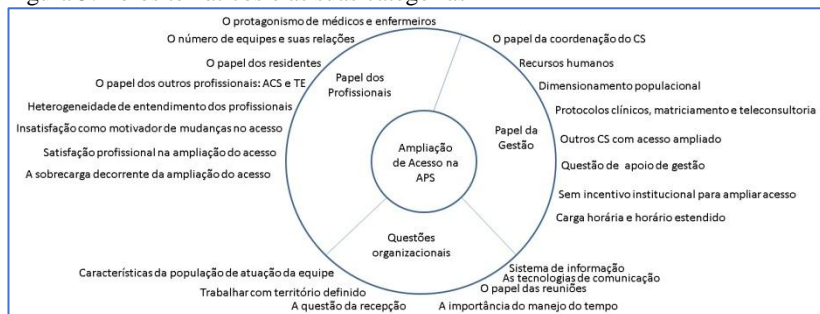 O protagonismo de médicos e enfermeiros
O número de equipes e suas relações
O papel dos residentes
O papel dos outros profissionais: ACS e TE
Heterogeneidade de entendimento dos profissionais
Insatisfação como motivador de mudanças no acesso
Satisfação profissional na ampliação do acesso
A sobrecarga decorrente da ampliação do acesso
Papel dos
Profissionais
O papel da coordenação do CS
Recursos humanos
Dimensionamento populacional
Protocolos clínicos, matriciamento e teleconsultoria
Outros CS com acesso ampliado
Questão de apoio de gestão
Sem incentivo institucional para ampliar acesso
Carga horária e horário estendido
Papel da
Gestão
Ampliação
de Acesso na
APS
Questões
organizacionais
Características da população de atuação da equipe
Trabalhar com território definido
A questão da recepção
Sistema de informação
As tecnologias de comunicação
O papel das reuniões
A importância do manejo do tempo